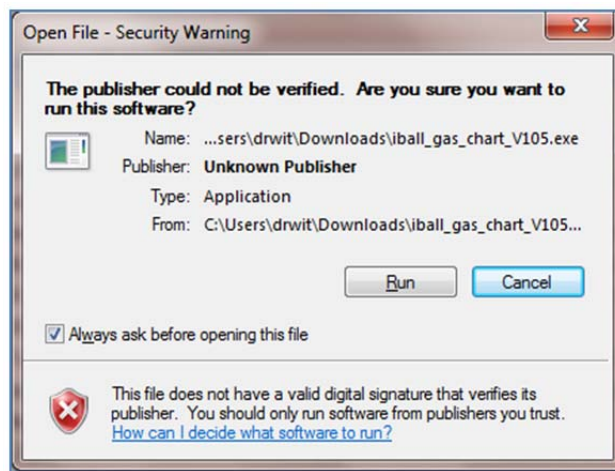 Open File - Security Warning
The publisher could not be verified. Are you sure you want to
run this software?
Name: ...sers\drwit\Downloads\iball_gas_chart_V105.exe
Publisher: Unknown Publisher
Type: Application
From: C:\Users\drwit\Downloads\iball_gas_chart_V105...
Run Cancel
Always ask before opening this file
This file does not have a valid digital signature that verifies its
publisher. You should only run software from publishers you trust.
How can I decide what software to run?